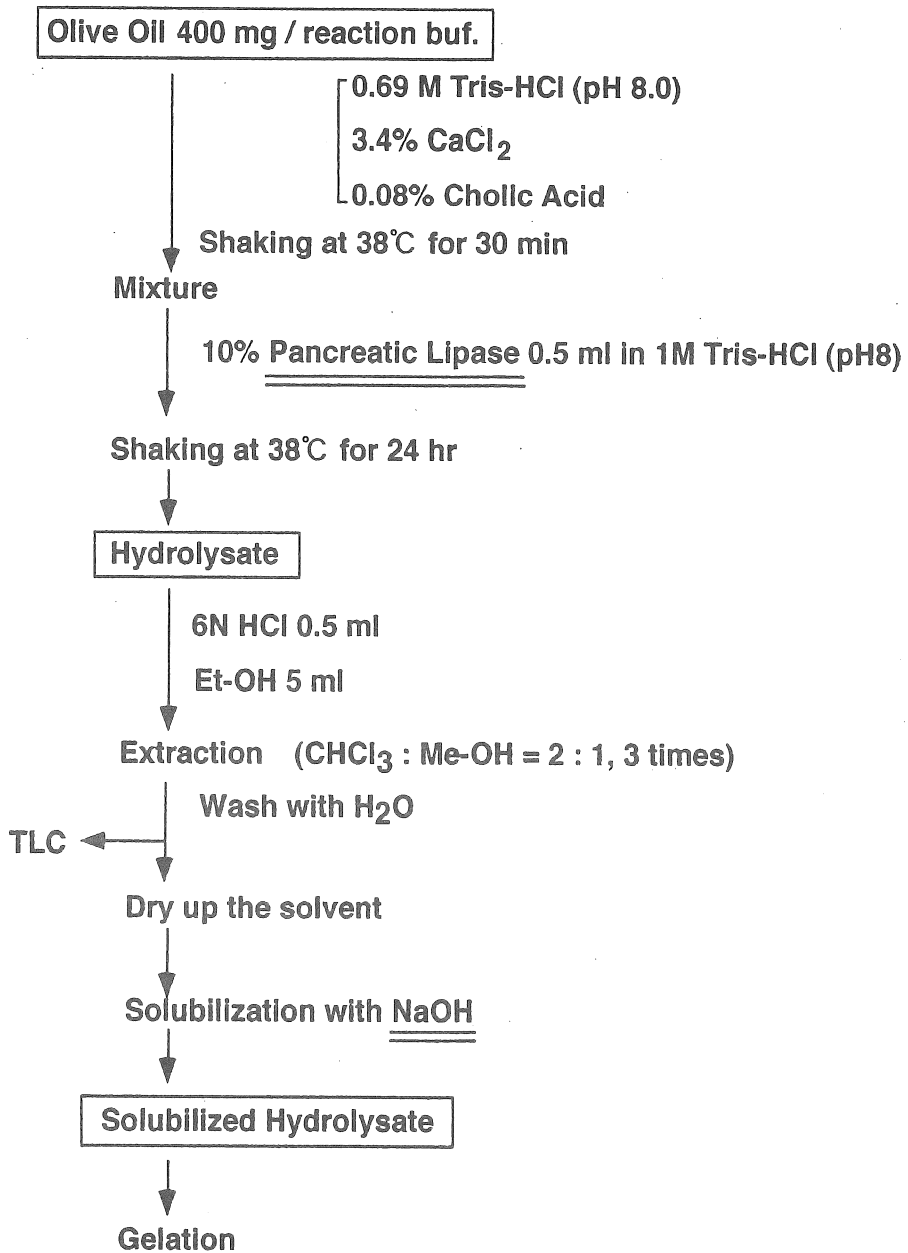 Olive Oil 400 mg / reaction buf.
0.69 M Tris-HCl (pH 8.0)
3.4% CaCl2
0.08% Cholic Acid
Shaking at 38℃ for 30 min
Mixture
10% Pancreatic Lipase 0.5 ml in 1M Tris-HCl (pH8)
Shaking at 38℃ for 24 hr
Hydrolysate
6N HCl 0.5 ml
Et-OH 5 ml
Extraction (CHCl3 : Me-OH = 2 : 1, 3 times)
Wash with H2O
TLC
Dry up the solvent
Solubilization with NaOH
Solubilized Hydrolysate
Gelation